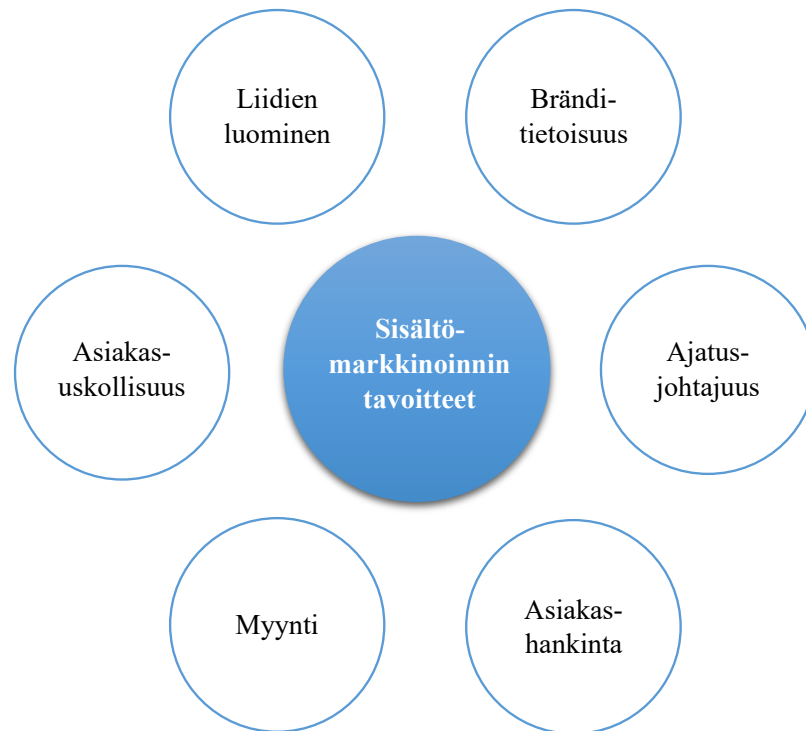 Liidien
luominen
Brändi-
tietoisuus
Asiakas-
uskollisuus
Sisältö-
markkinoinnin
tavoitteet
Ajatus-
johtajuus
Myynti
Asiakas-
hankinta